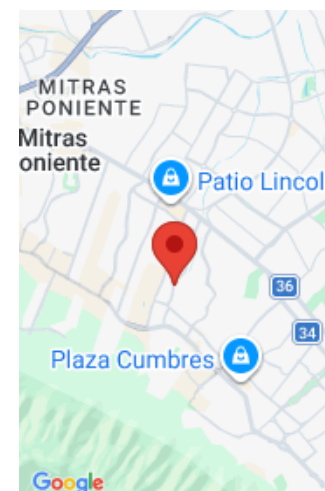 MITRAS
PONIENTE
Mitras
oniente
Patio Lincol
36
34
Plaza Cumbres
Google